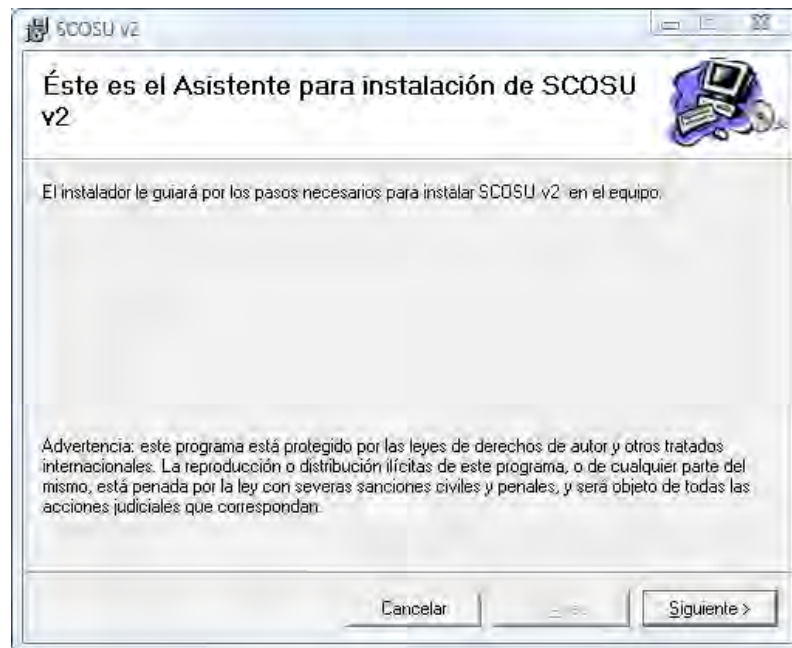 SCOSU v2
Éste es el Asistente para instalación de SCOSU
v2
El instalador le guiará por los pasos necesarios para instalar SCOSU v2 en el equipo.
Advertencia: este programa está protegido por las leyes de derechos de autor y otros tratados
internacionales. La reproducción o distribución ilícitas de este programa, o de cualquier parte del
mismo, está penada por la ley con severas sanciones civiles y penales, y será objeto de todas las
acciones judiciales que correspondan.
Cancelar
Siguiente >